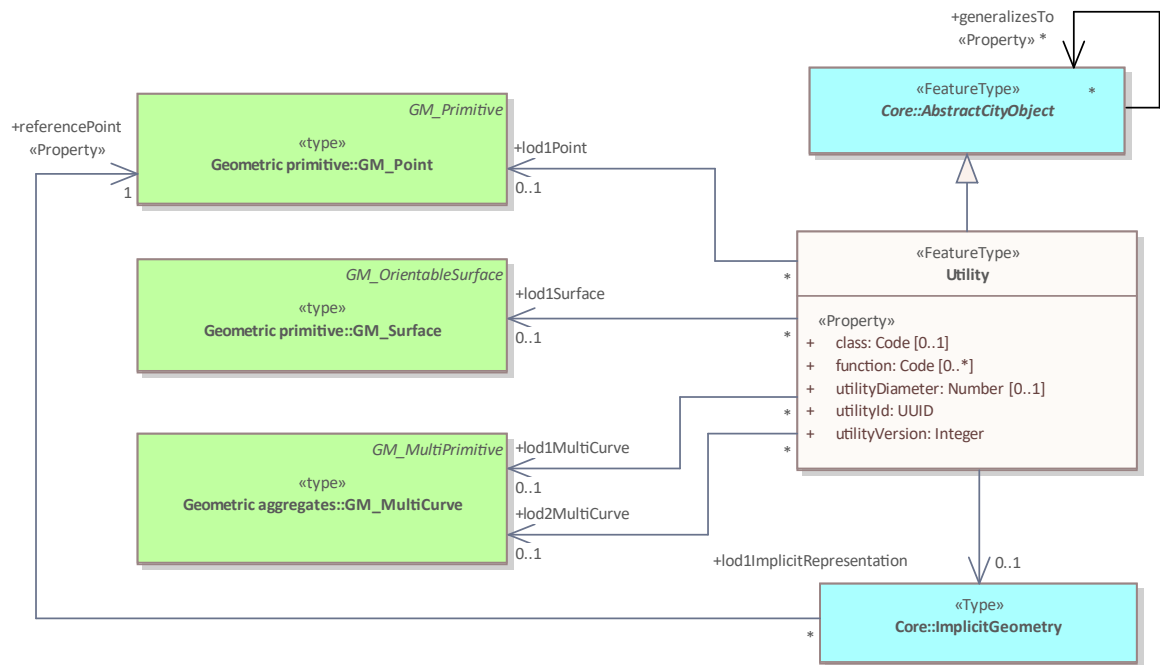 +generalizesTo
«Property» *
«FeatureType»
Core::AbstractCityObject
*
GM_Primitive
«type»
Geometric primitive::GM_Point
+referencePoint
«Property»
1
+lod1Point
0..1
*
GM_OrientableSurface
«type»
Geometric primitive::GM_Surface
+lod1Surface
0..1
*
«FeatureType»
Utility
«Property»
+ class: Code [0..1]
+ function: Code [0..*]
+ utilityDiameter: Number [0..1]
+ utilityId: UUID
+ utilityVersion: Integer
*
*
GM_MultiPrimitive
«type»
Geometric aggregates::GM_MultiCurve
+lod1MultiCurve
0..1
+lod2MultiCurve
0..1
+lod1ImplicitRepresentation
0..1
«Type»
Core::ImplicitGeometry
*